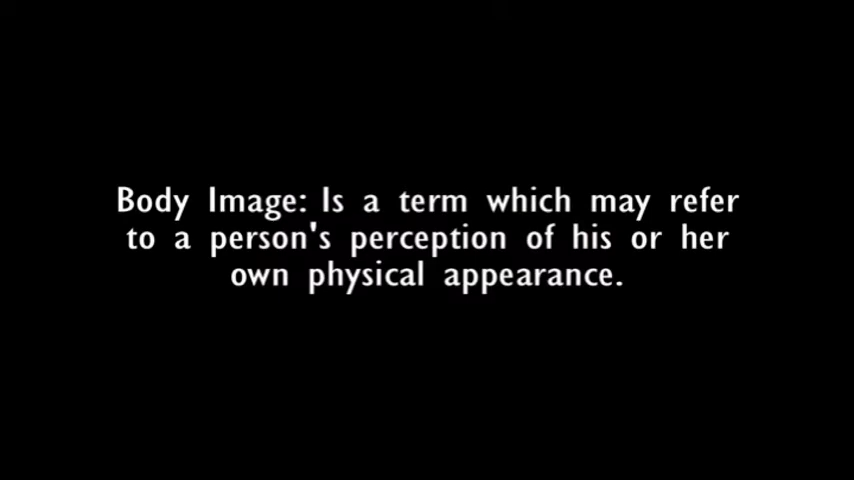 Body Image: Is a term which may refer
to a person's perception of his or her
own physical appearance.